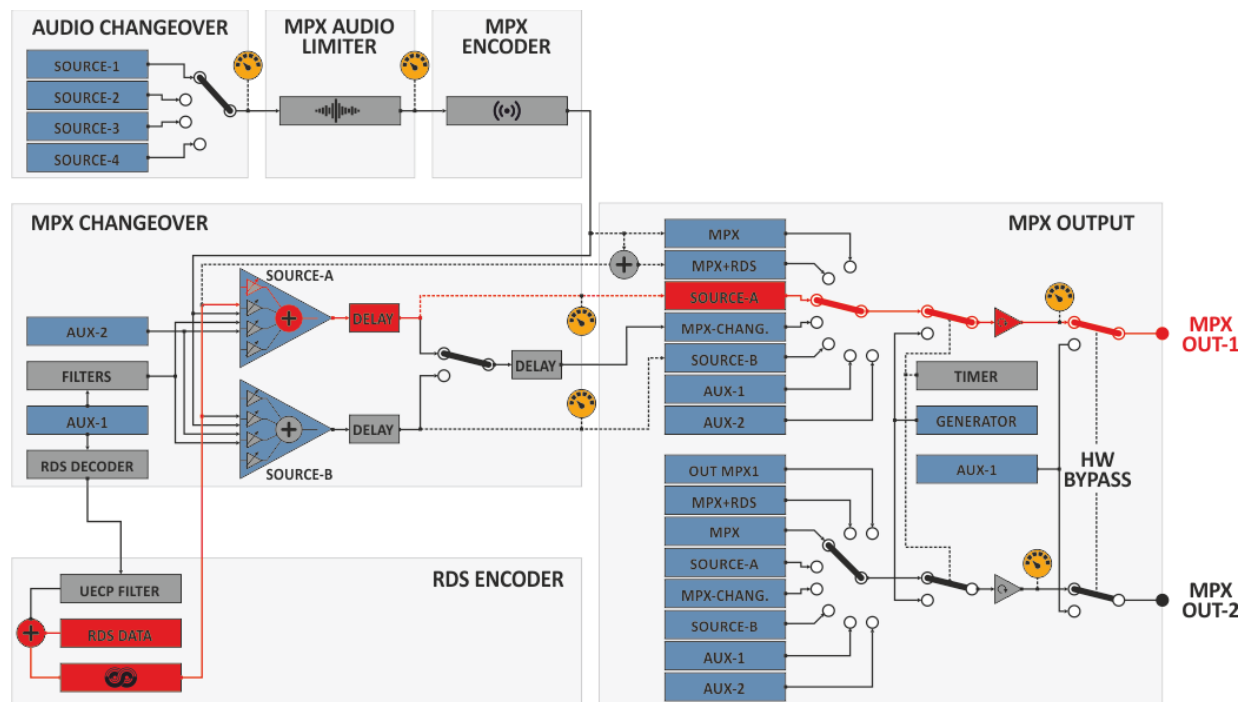 AUDIO CHANGEOVER
SOURCE-1
SOURCE-2
SOURCE-3
SOURCE-4
MPX AUDIO
LIMITER
MPX
ENCODER
MPX CHANGEOVER
SOURCE-A
AUX-2
FILTERS
AUX-1
RDS DECODER
DELAY
DELAY
DELAY
SOURCE-B
RDS ENCODER
UECP FILTER
RDS DATA
MPX OUTPUT
MPX
MPX+RDS
SOURCE-A
MPX-CHANG.
SOURCE-B
AUX-1
AUX-2
TIMER
GENERATOR
AUX-1
HW
BYPASS
OUT MPX1
MPX+RDS
MPX
SOURCE-A
MPX-CHANG.
SOURCE-B
AUX-1
AUX-2
MPX
OUT-1
MPX
OUT-2